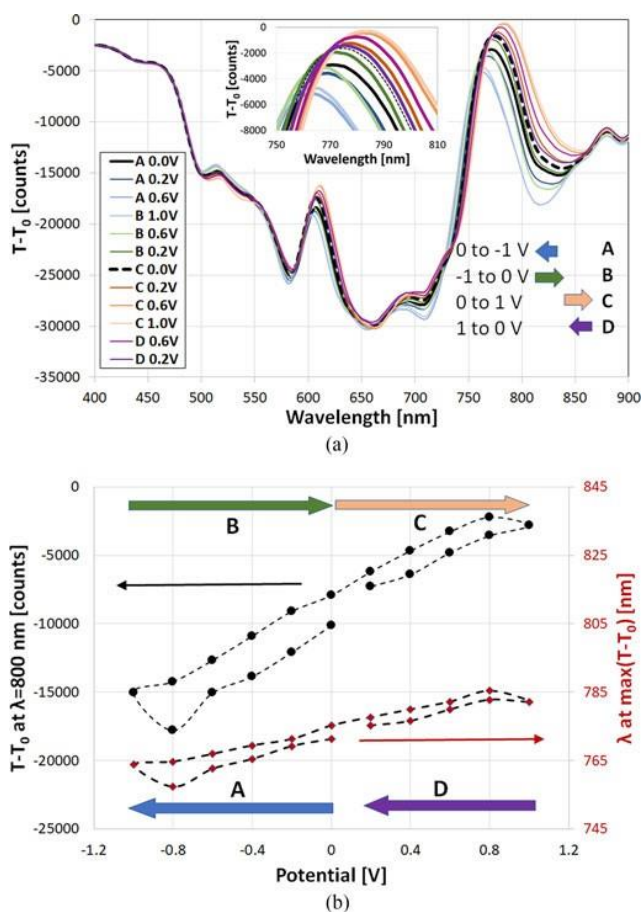 0
-5000
-10000
-15000
-20000
-25000
-30000
-35000
T-T₀ [counts]
400 450 500 550 600 650 700 750 800 850 900
Wavelength [nm]
A 0.0V
A 0.2V
A 0.6V
B 1.0V
B 0.6V
B 0.2V
C 0.0V
C 0.2V
C 0.6V
C 1.0V
D 0.6V
D 0.2V
0
-2000
-4000
-6000
-8000
T-T₀ [counts]
750 770 790 810
Wavelength [nm]
0 to -1 V A
-1 to 0 V B
0 to 1 V C
1 to 0 V D
(a)
0
-5000
-10000
-15000
-20000
-25000
T-T₀ at λ=800 nm [counts]
B C
A D
845
825
805
785
765
745
λ at max(T-T₀) [nm]
-1.2 -0.8 -0.4 0 0.4 0.8 1.2
Potential [V]
(b)